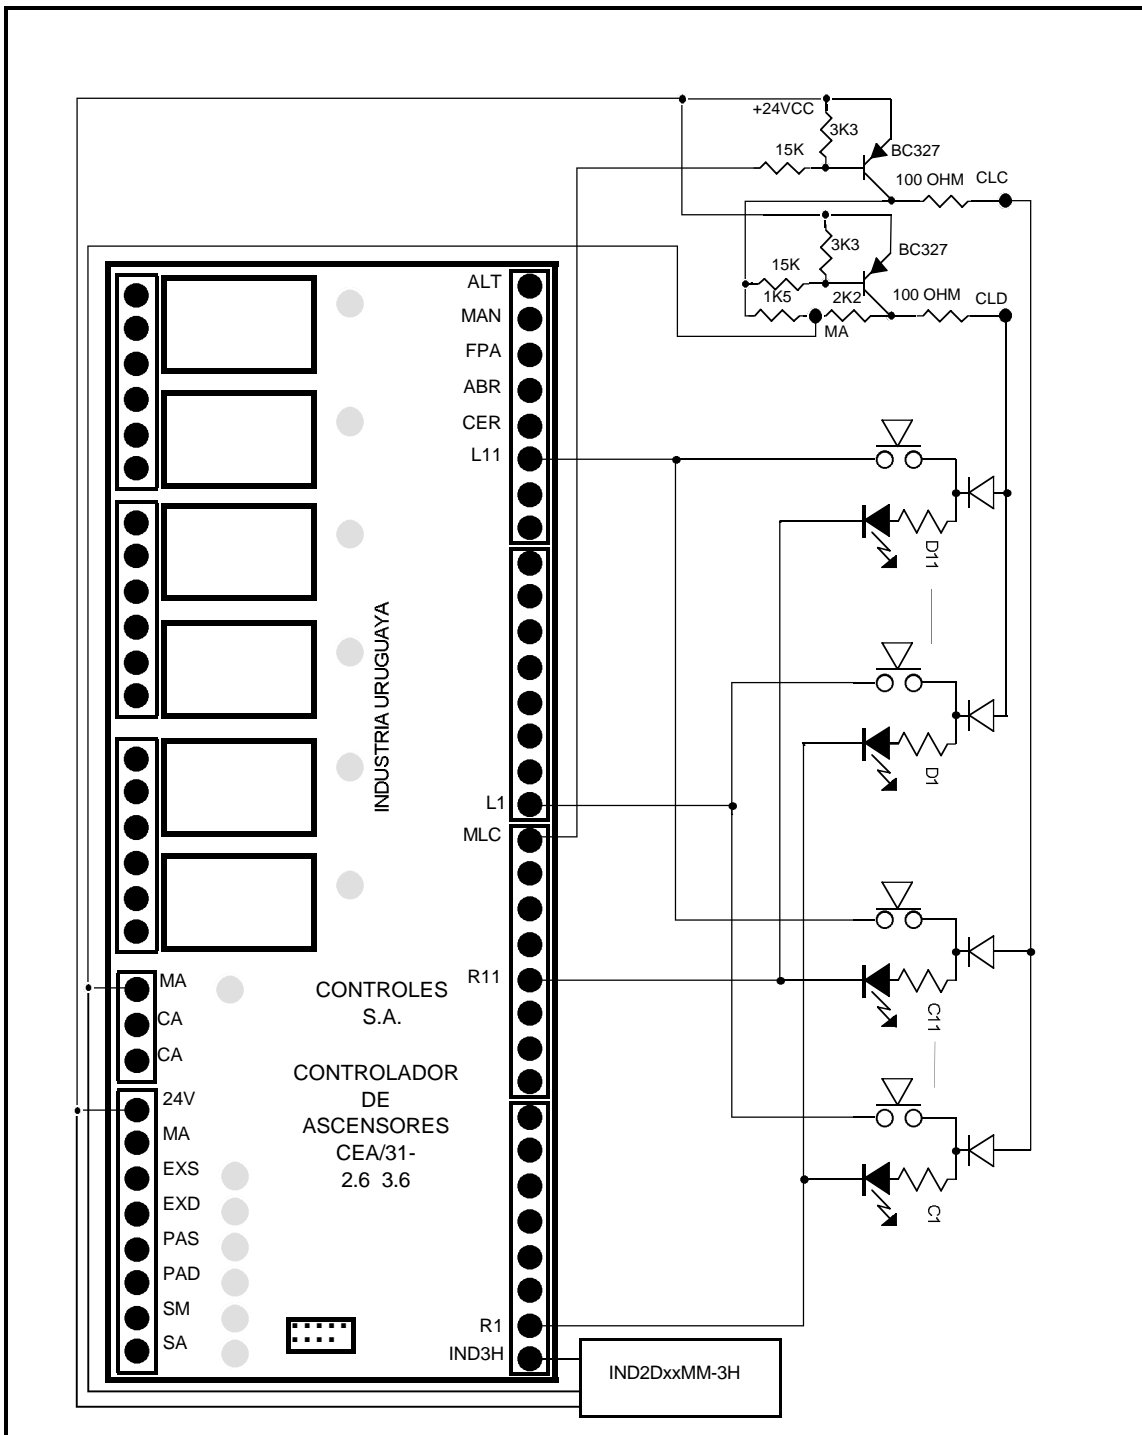 +24VCC
3K3
15K
BC327
100 OHM
CLC
3K3
BC327
15K
1K5
2K2
100 OHM
CLD
MA
ALT
MAN
FPA
ABR
CER
L11
D11
INDUSTRIA URUGUAYA
D1
L1
MLC
MA
CA
CA
R11
CONTROLES
S.A.
C11
CONTROLADOR
DE
ASCENSORES
CEA/31-
2.6 3.6
24V
MA
EXS
EXD
PAS
PAD
SM
SA
C1
R1
IND3H
IND2DxxMM-3H